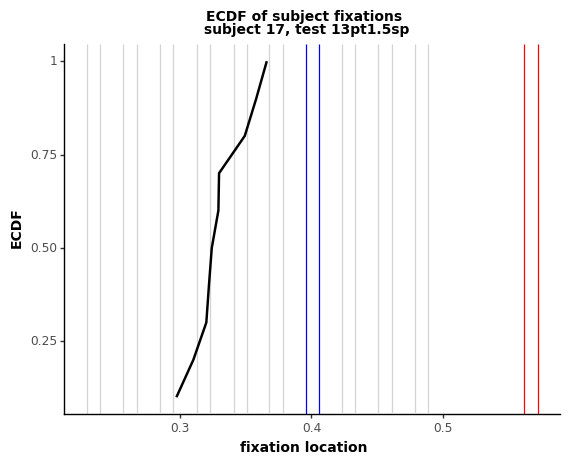 ECDF of subject fixations
subject 17, test 13pt1.5sp
1
0.75
0.50
0.25
ECDF
0.3
0.4
0.5
fixation location